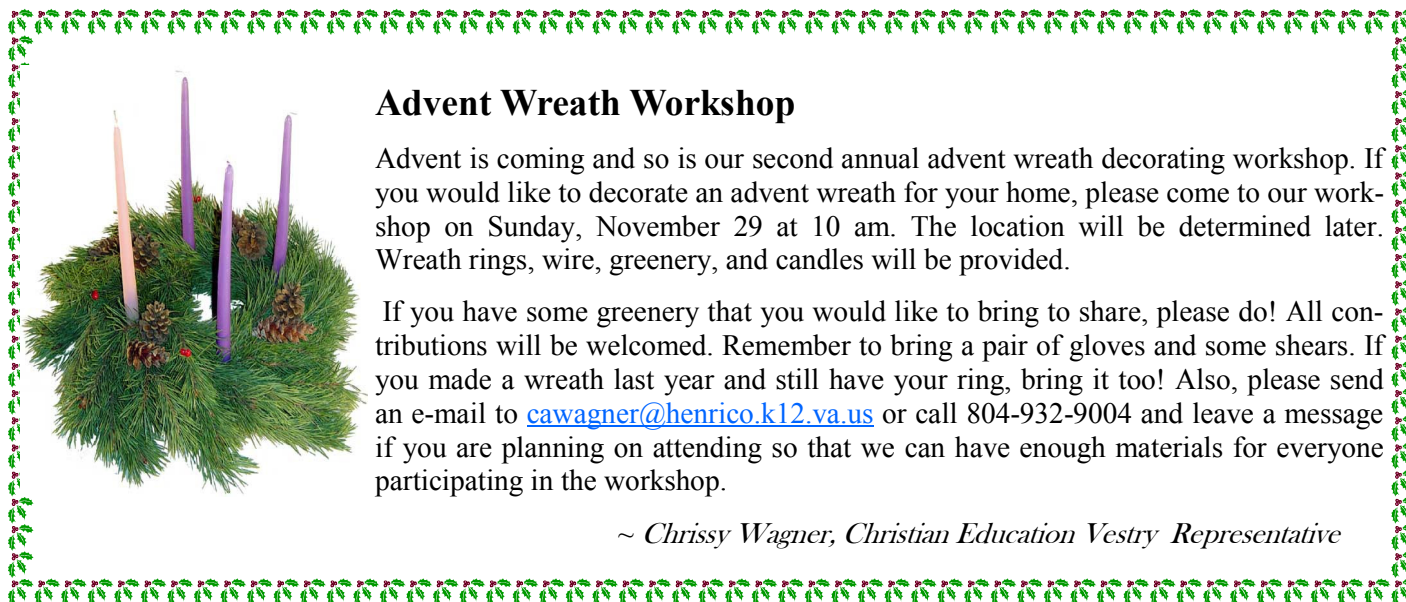 Advent Wreath Workshop
Advent is coming and so is our second annual advent wreath decorating workshop. If
you would like to decorate an advent wreath for your home, please come to our work-
shop on Sunday, November 29 at 10 am. The location will be determined later.
Wreath rings, wire, greenery, and candles will be provided.
If you have some greenery that you would like to bring to share, please do! All con-
tributions will be welcomed. Remember to bring a pair of gloves and some shears. If
you made a wreath last year and still have your ring, bring it too! Also, please send
an e-mail to cawagner@henrico.k12.va.us or call 804-932-9004 and leave a message
if you are planning on attending so that we can have enough materials for everyone
participating in the workshop.
~ Chrissy Wagner, Christian Education Vestry Representative